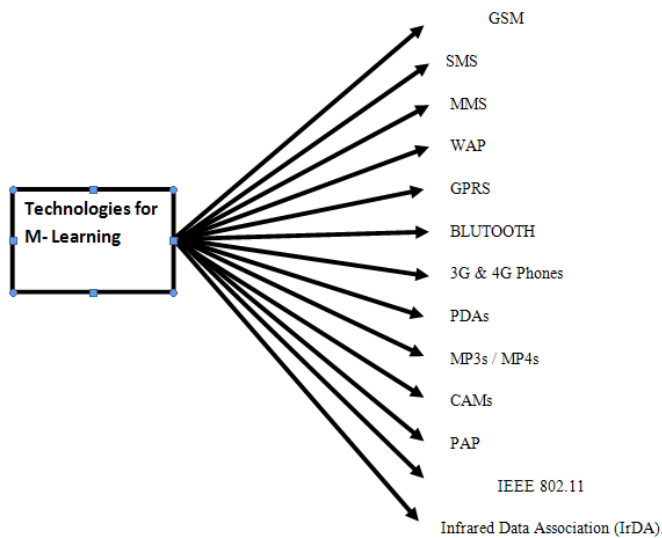 GSM
SMS
MMS
WAP
Technologies for
M- Learning
GPRS
BLUTOOTH
3G & 4G Phones
PDAs
MP3s / MP4s
CAMs
PAP
IEEE 802.11
Infrared Data Association (IrDA).